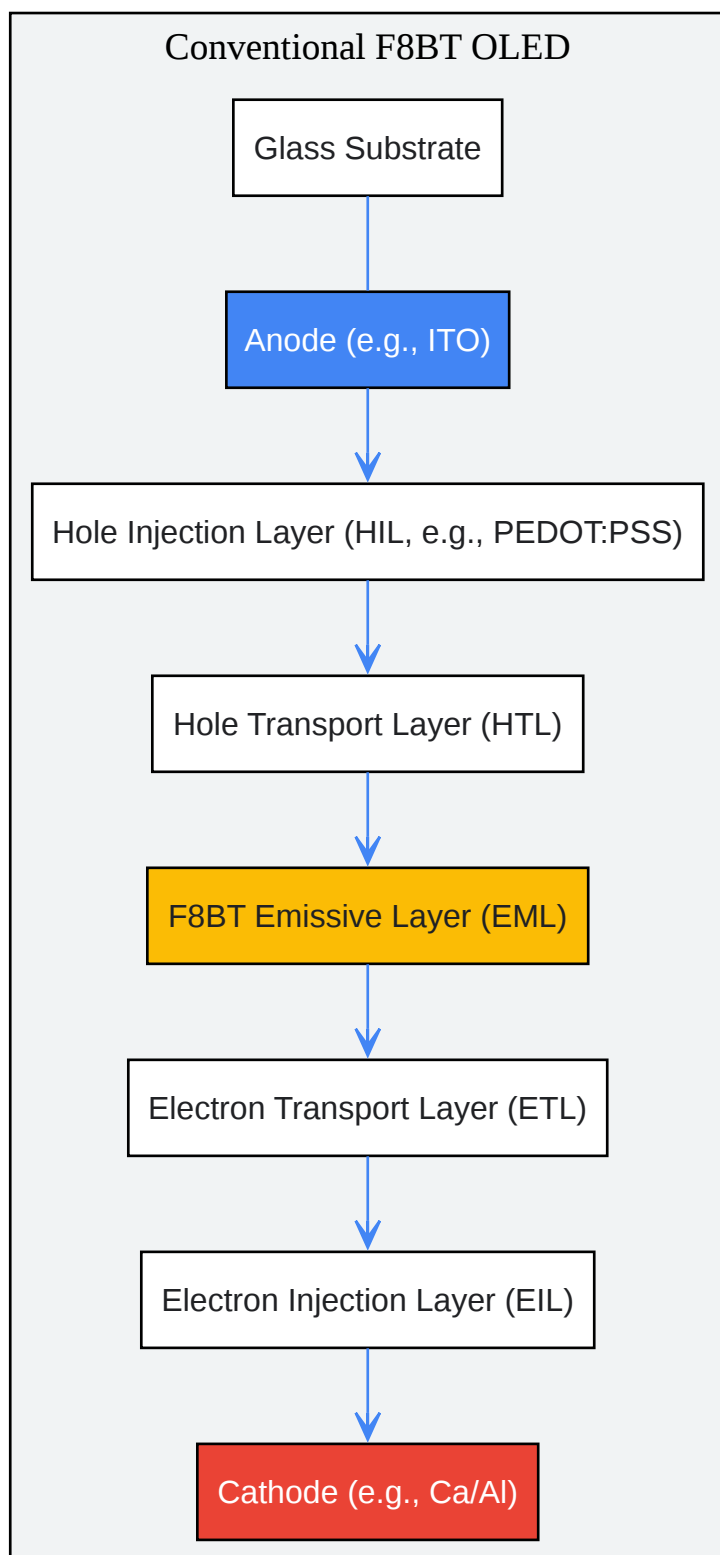 Conventional F8BT OLED
Glass Substrate
Anode (e.g., ITO)
Hole Injection Layer (HIL, e.g., PEDOT:PSS)
Hole Transport Layer (HTL)
F8BT Emissive Layer (EML)
Electron Transport Layer (ETL)
Electron Injection Layer (EIL)
Cathode (e.g., Ca/Al)